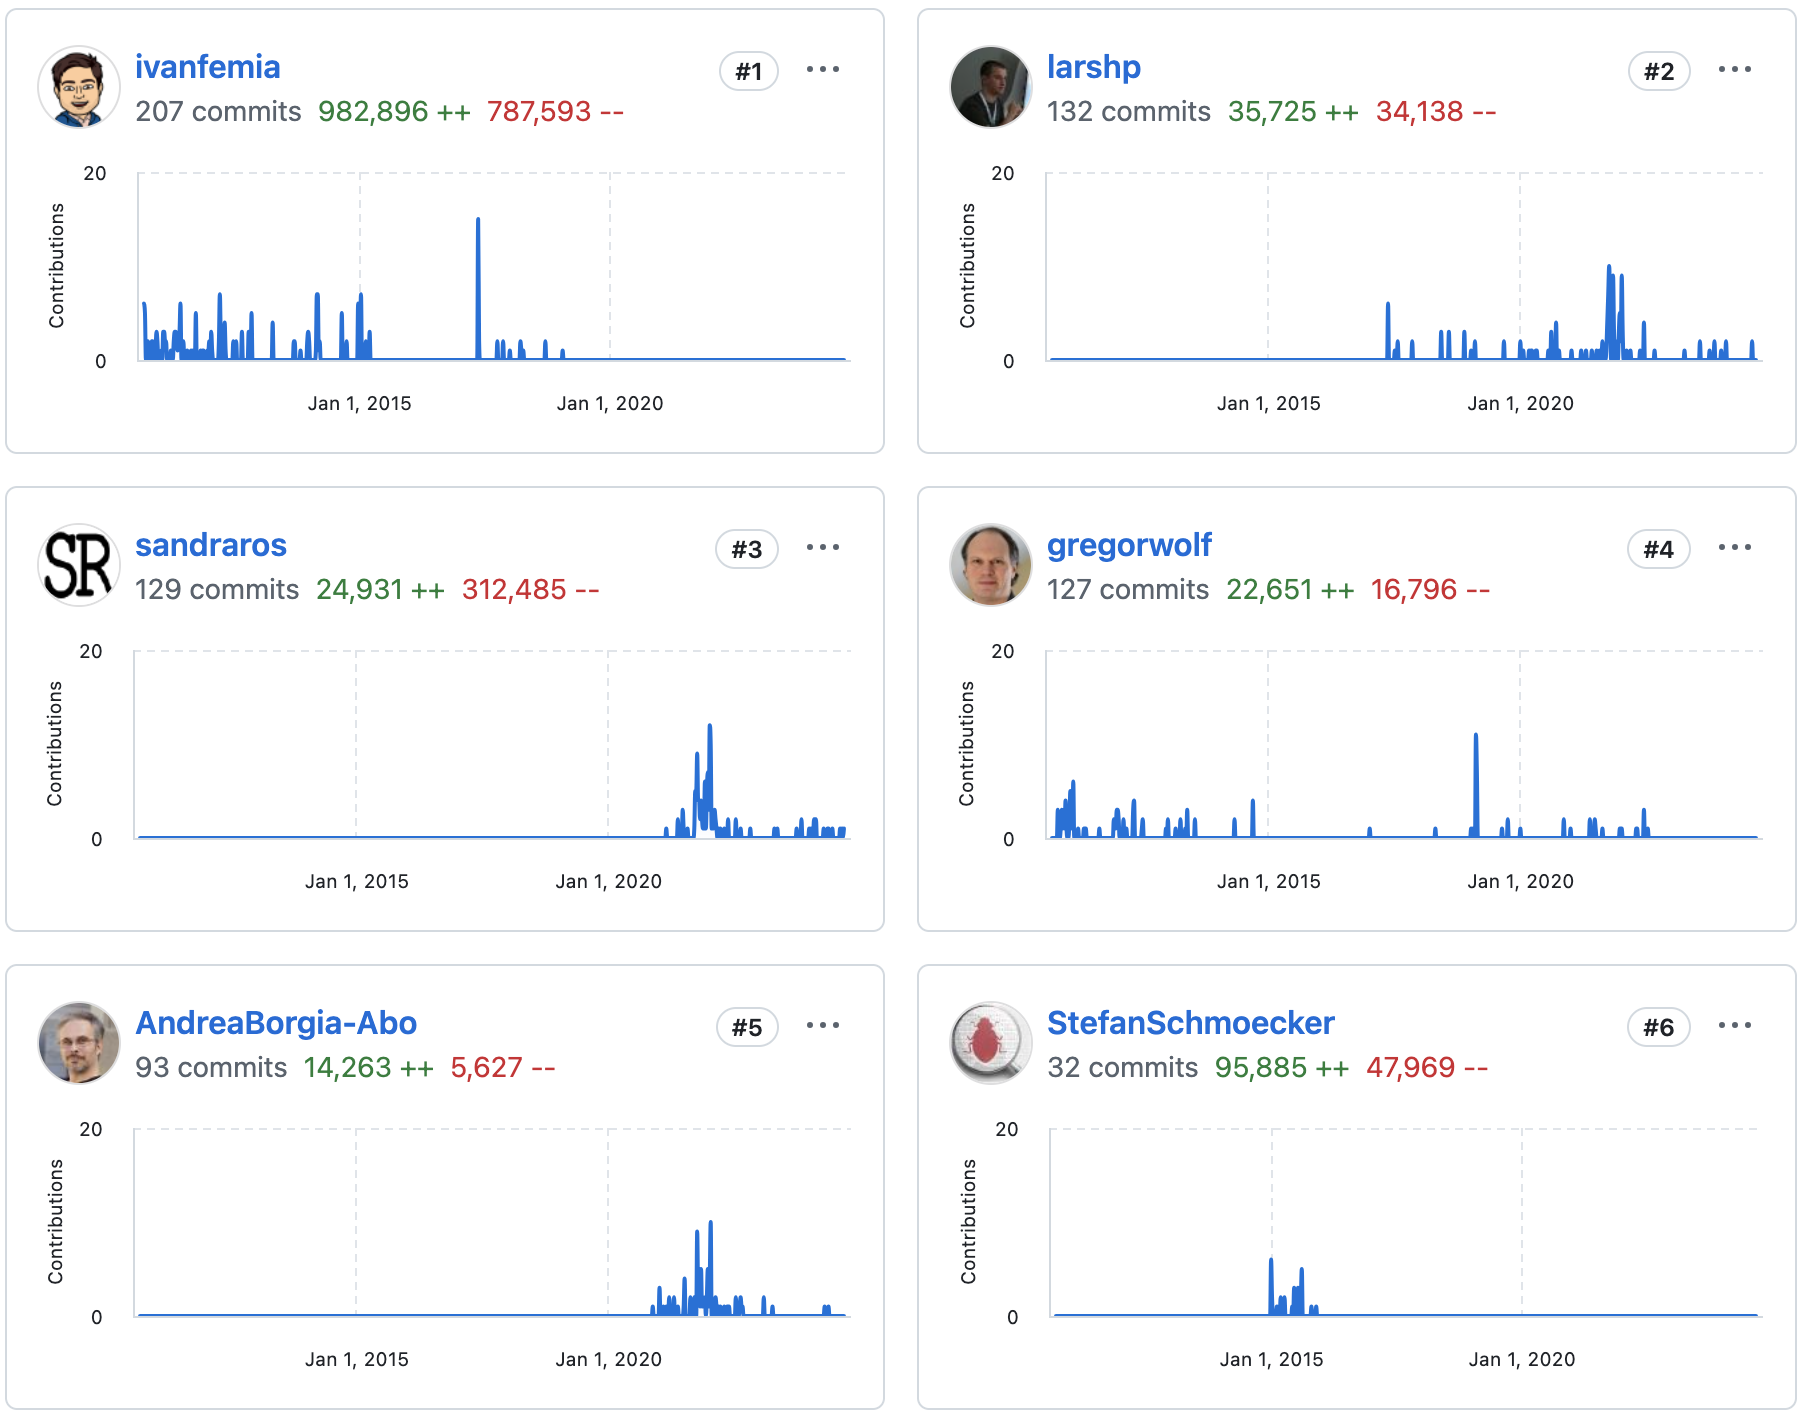 ivanfemia
#1
207 commits 982,896 ++ 787,593 --
20
Contributions
0
Jan 1, 2015
Jan 1, 2020
larshp
#2
132 commits 35,725 ++ 34,138 --
20
Contributions
0
Jan 1, 2015
Jan 1, 2020
SR
sandraros
#3
129 commits 24,931 ++ 312,485 --
20
Contributions
0
Jan 1, 2015
Jan 1, 2020
gregorwolf
#4
127 commits 22,651 ++ 16,796 --
20
Contributions
0
Jan 1, 2015
Jan 1, 2020
AndreaBorgia-Abo
#5
93 commits 14,263 ++ 5,627 --
20
Contributions
0
Jan 1, 2015
Jan 1, 2020
StefanSchmoecker
#6
32 commits 95,885 ++ 47,969 --
20
Contributions
0
Jan 1, 2015
Jan 1, 2020